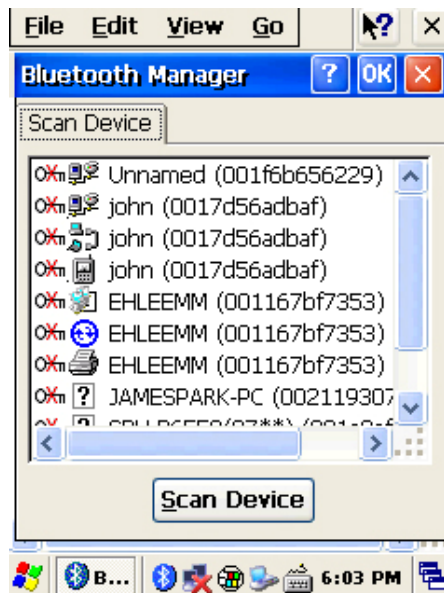 File Edit View Go
Bluetooth Manager ? OK
Scan Device
Unnamed (001f6b656229)
john (0017d56adbaf)
john (0017d56adbaf)
john (0017d56adbaf)
EHLEEMM (001167bf7353)
EHLEEMM (001167bf7353)
EHLEEMM (001167bf7353)
? JAMESPARK-PC (002119307
Scan Device
B... 6:03 PM